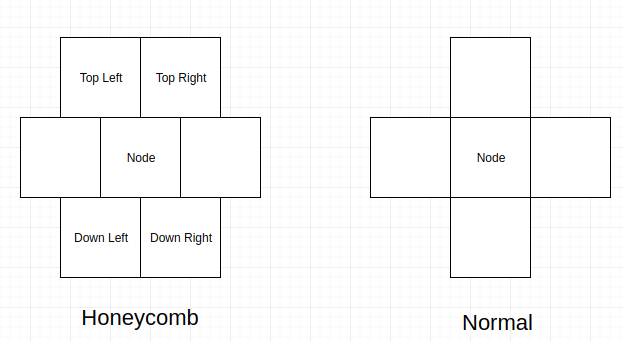 Top Left
Top Right
Node
Down Left
Down Right
Honeycomb
Node
Normal